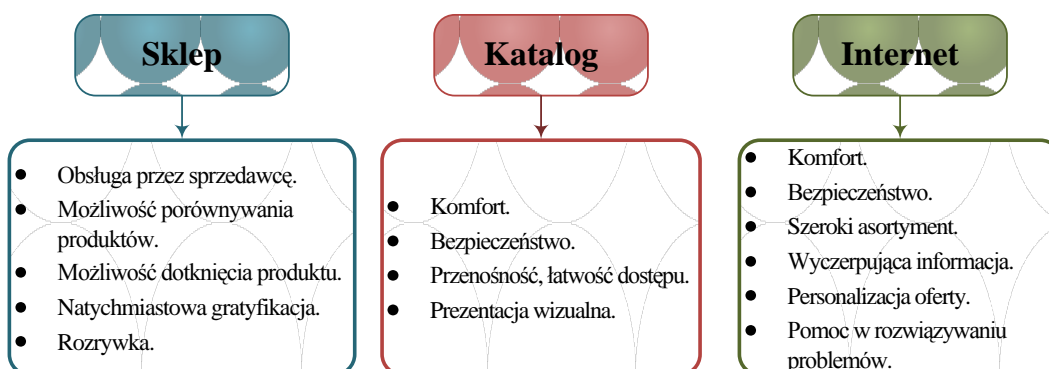 Sklep
Obsługa przez sprzedawcę.
Możliwość porównywania
produktów.
Możliwość dotknięcia produktu.
Natychmiastowa gratyfikacja.
Rozrywka.
Katalog
Komfort.
Bezpieczeństwo.
Przenośność, łatwość dostępu.
Prezentacja wizualna.
Internet
Komfort.
Bezpieczeństwo.
Szeroki asortyment.
Wyczerpująca informacja.
Personalizacja oferty.
Pomoc w rozwiązywaniu
problemów.